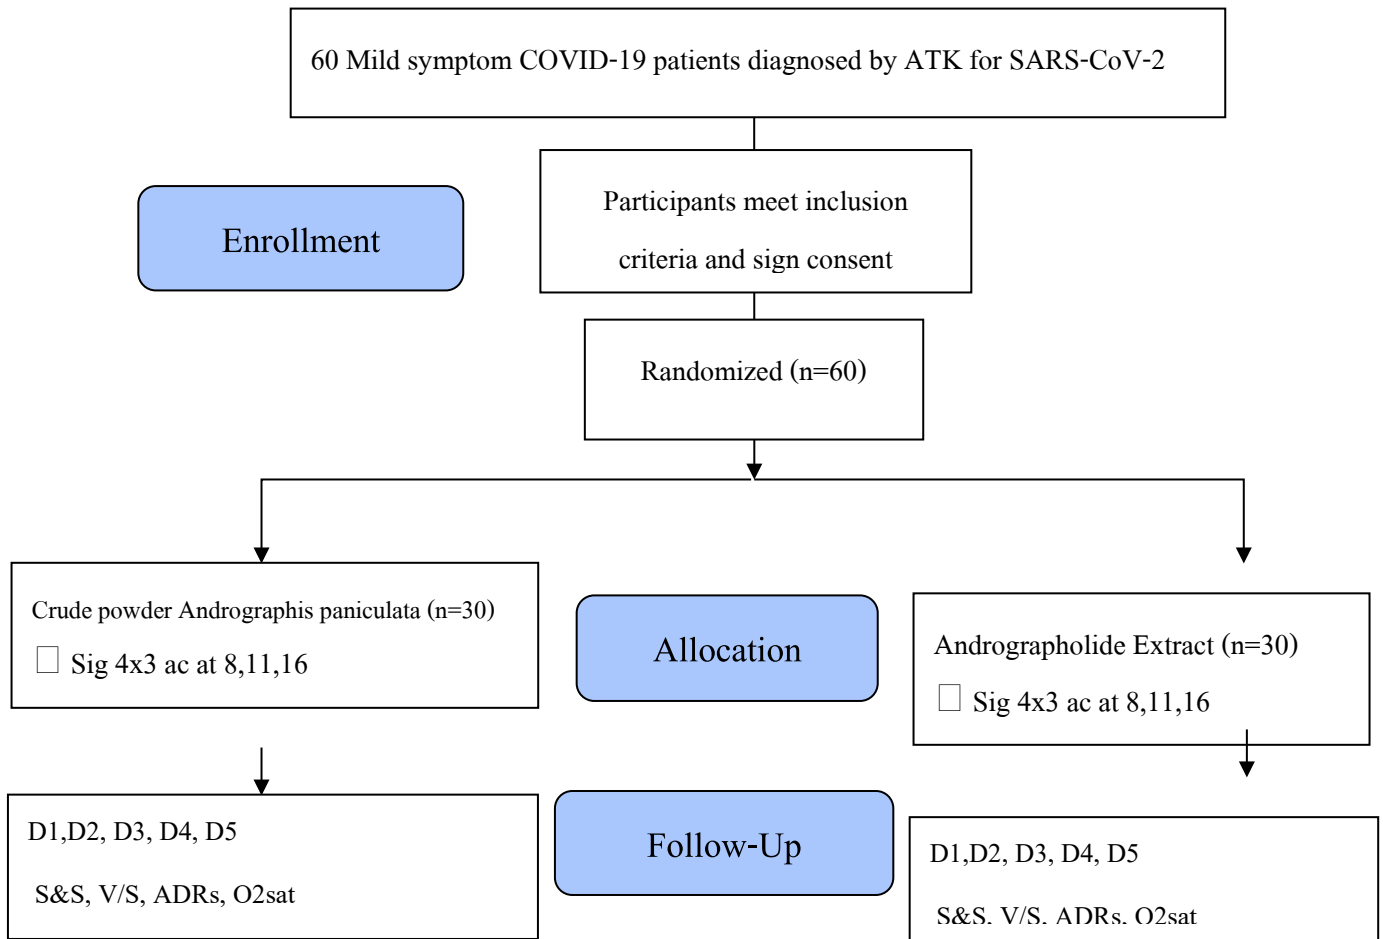 60 Mild symptom COVID-19 patients diagnosed by ATK for SARS-CoV-2
Enrollment
Participants meet inclusion
criteria and sign consent
Randomized (n=60)
Crude powder Andrographis paniculata (n=30)
□ Sig 4x3 ac at 8,11,16
Allocation
Andrographolide Extract (n=30)
□ Sig 4x3 ac at 8,11,16
D1,D2, D3, D4, D5
S&S, V/S, ADRs, O2sat
Follow-Up
D1,D2, D3, D4, D5
S&S, V/S, ADRs, O2sat